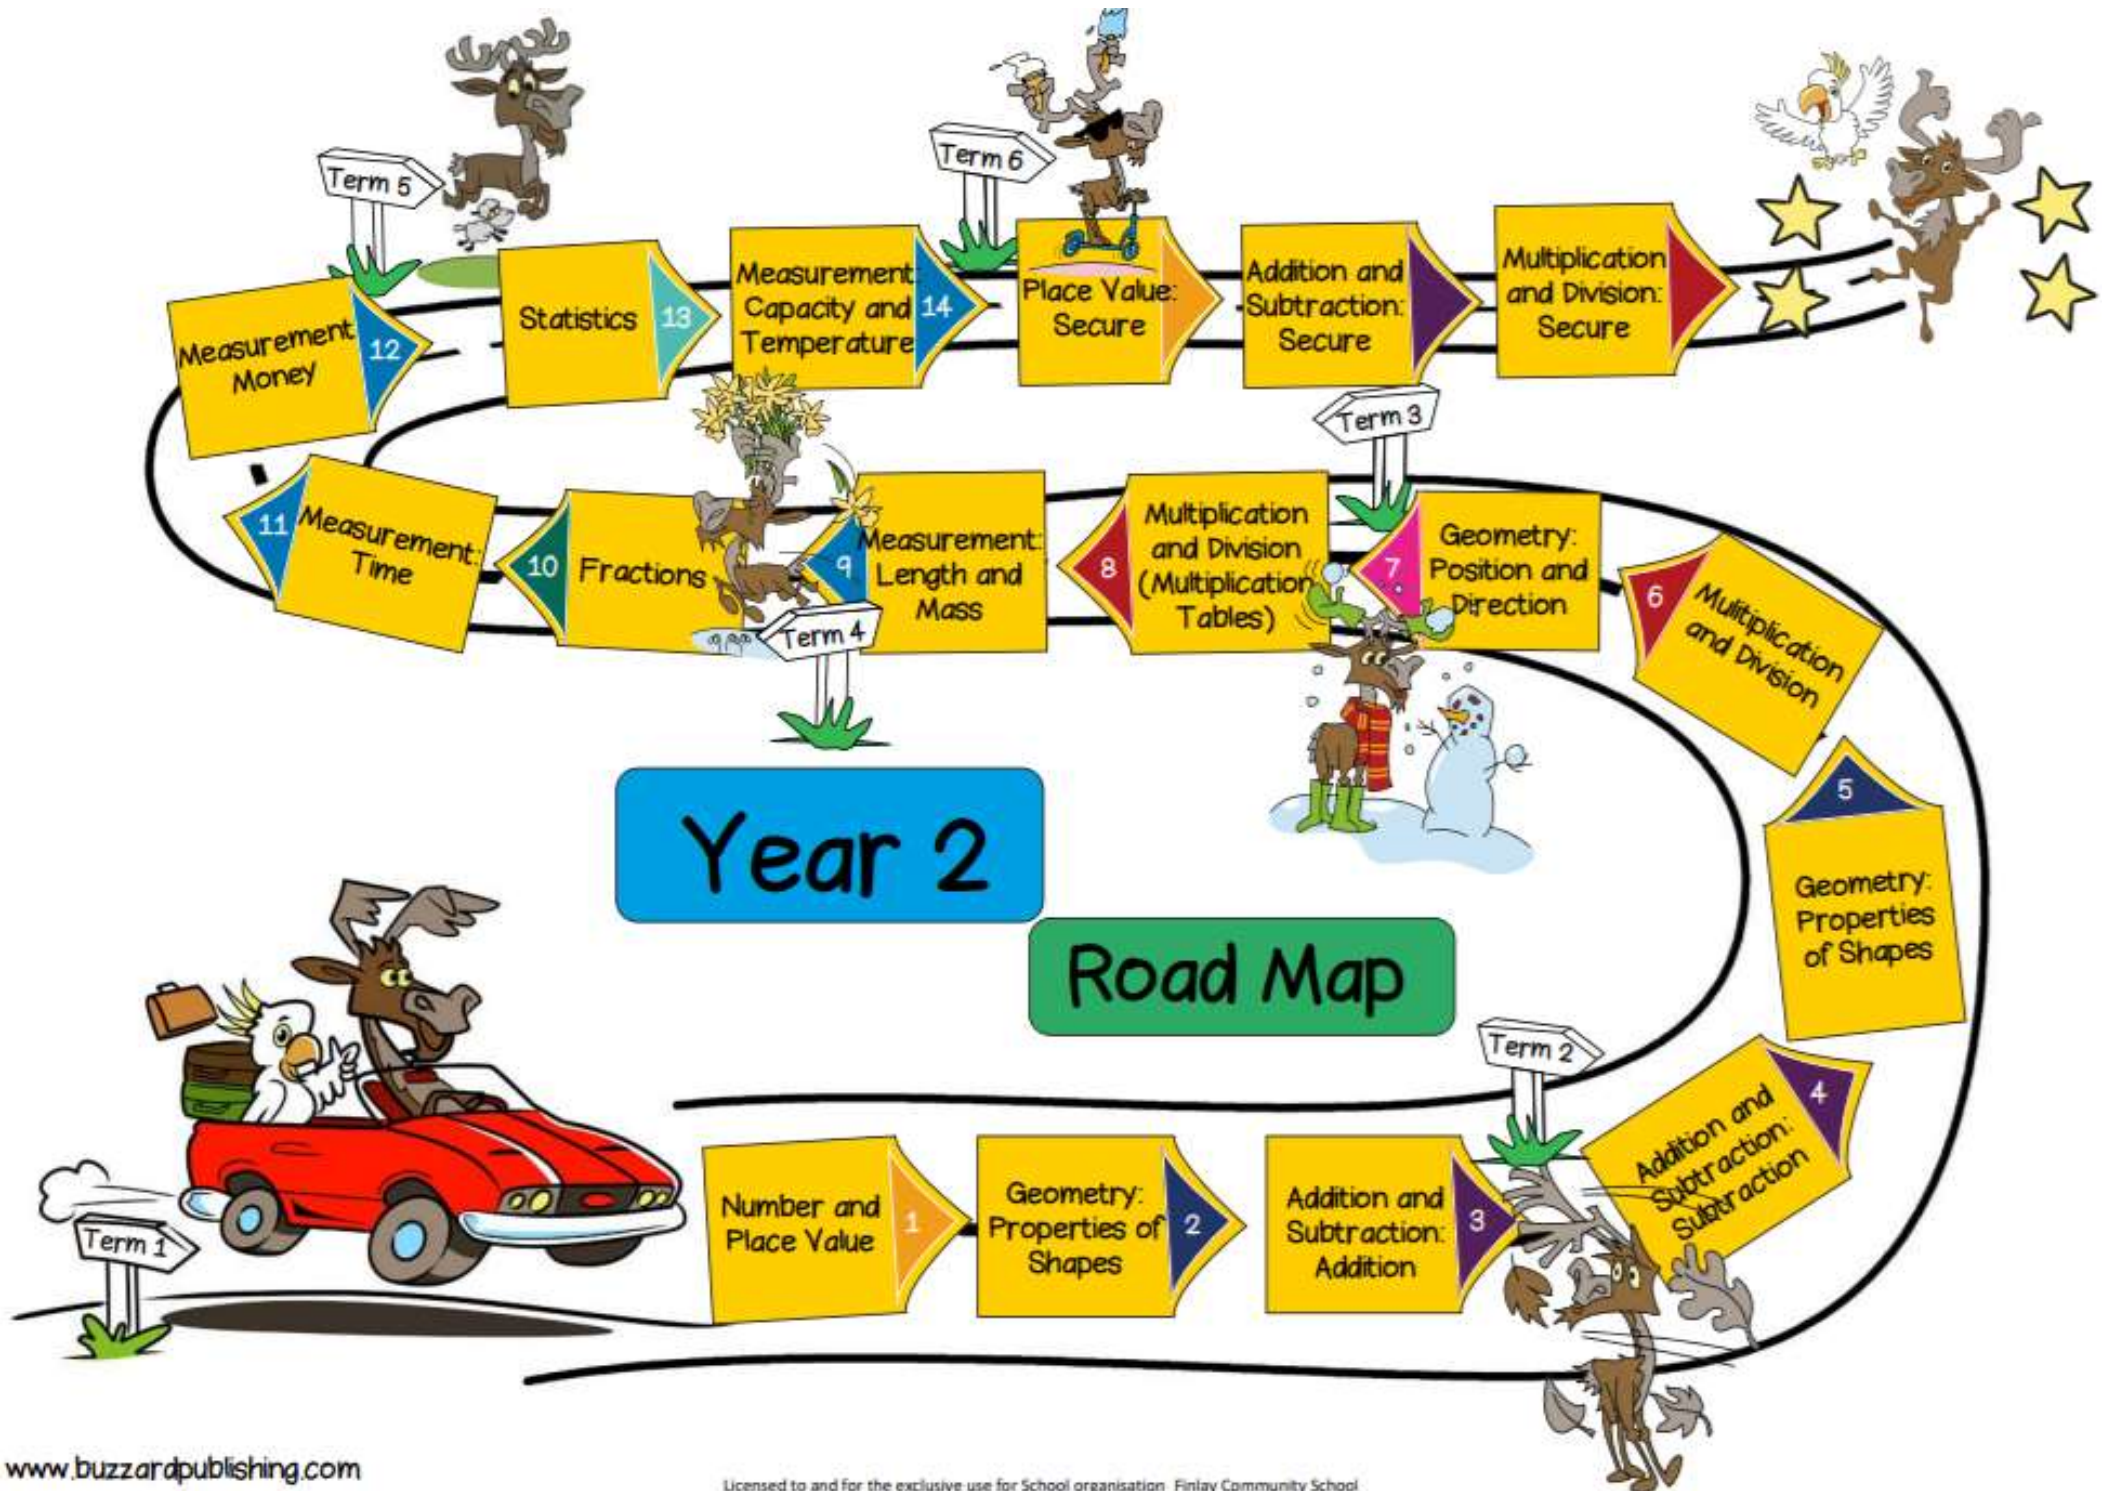 Term 1
Number and
Place Value
1
Geometry:
Properties of
Shapes
2
Addition and
Subtraction:
Addition
3
Term 2
Addition and
Subtraction:
Subtraction
4
Geometry:
Properties
of Shapes
5
Mulitiplication
and Division
6
Term 3
Geometry:
Position and
Direction
7
Multiplication
and Division
(Multiplication
Tables)
8
Measurement:
Length and
Mass
9
Term 4
Fractions
10
Measurement:
Time
11
Measurement
Money
12
Term 5
Statistics
13
Measurement
Capacity and
Temperature
14
Term 6
Place Value:
Secure
Addition and
Subtraction:
Secure
Multiplication
and Division:
Secure
Year 2
Road Map
www.buzzardpublishing.com
Licensed to and for the exclusive use for School organisation Finlay Community School